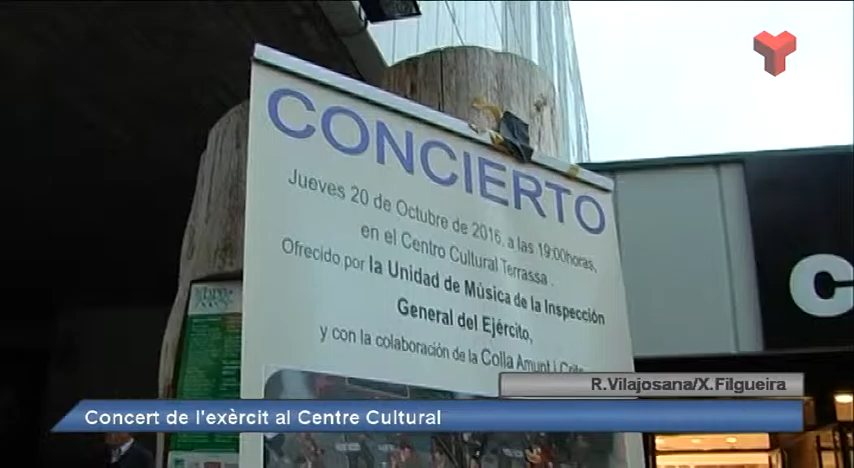 CONCIERTO
Jueves 20 de Octubre de 2016, a las 19:00horas,
en el Centro Cultural Terrassa .
Ofrecido por la Unidad de Música de la Inspección
General del Ejército,
y con la colaboración de la Colla Amunt i
R.Vilajosana/X.Filgueira
Concert de l'exèrcit al Centre Cultural
C